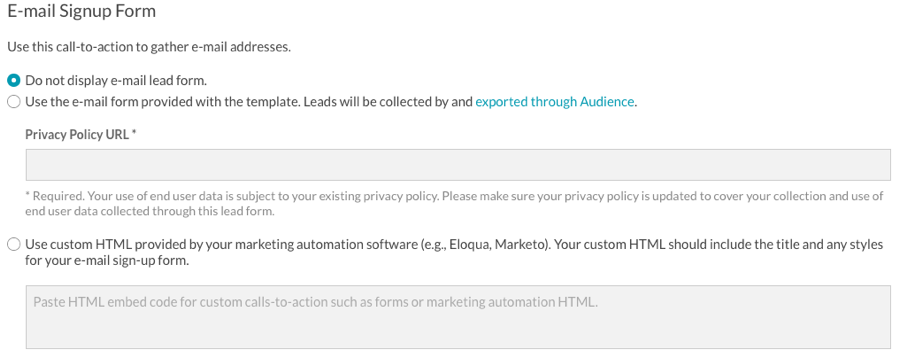 E-mail Signup Form
Use this call-to-action to gather e-mail addresses.
Do not display e-mail lead form.
Use the e-mail form provided with the template. Leads will be collected by and exported through Audience.
Privacy Policy URL *
* Required. Your use of end user data is subject to your existing privacy policy. Please make sure your privacy policy is updated to cover your collection and use of
end user data collected through this lead form.
Use custom HTML provided by your marketing automation software (e.g., Eloqua, Marketo). Your custom HTML should include the title and any styles
for your e-mail sign-up form.
Paste HTML embed code for custom calls-to-action such as forms or marketing automation HTML.